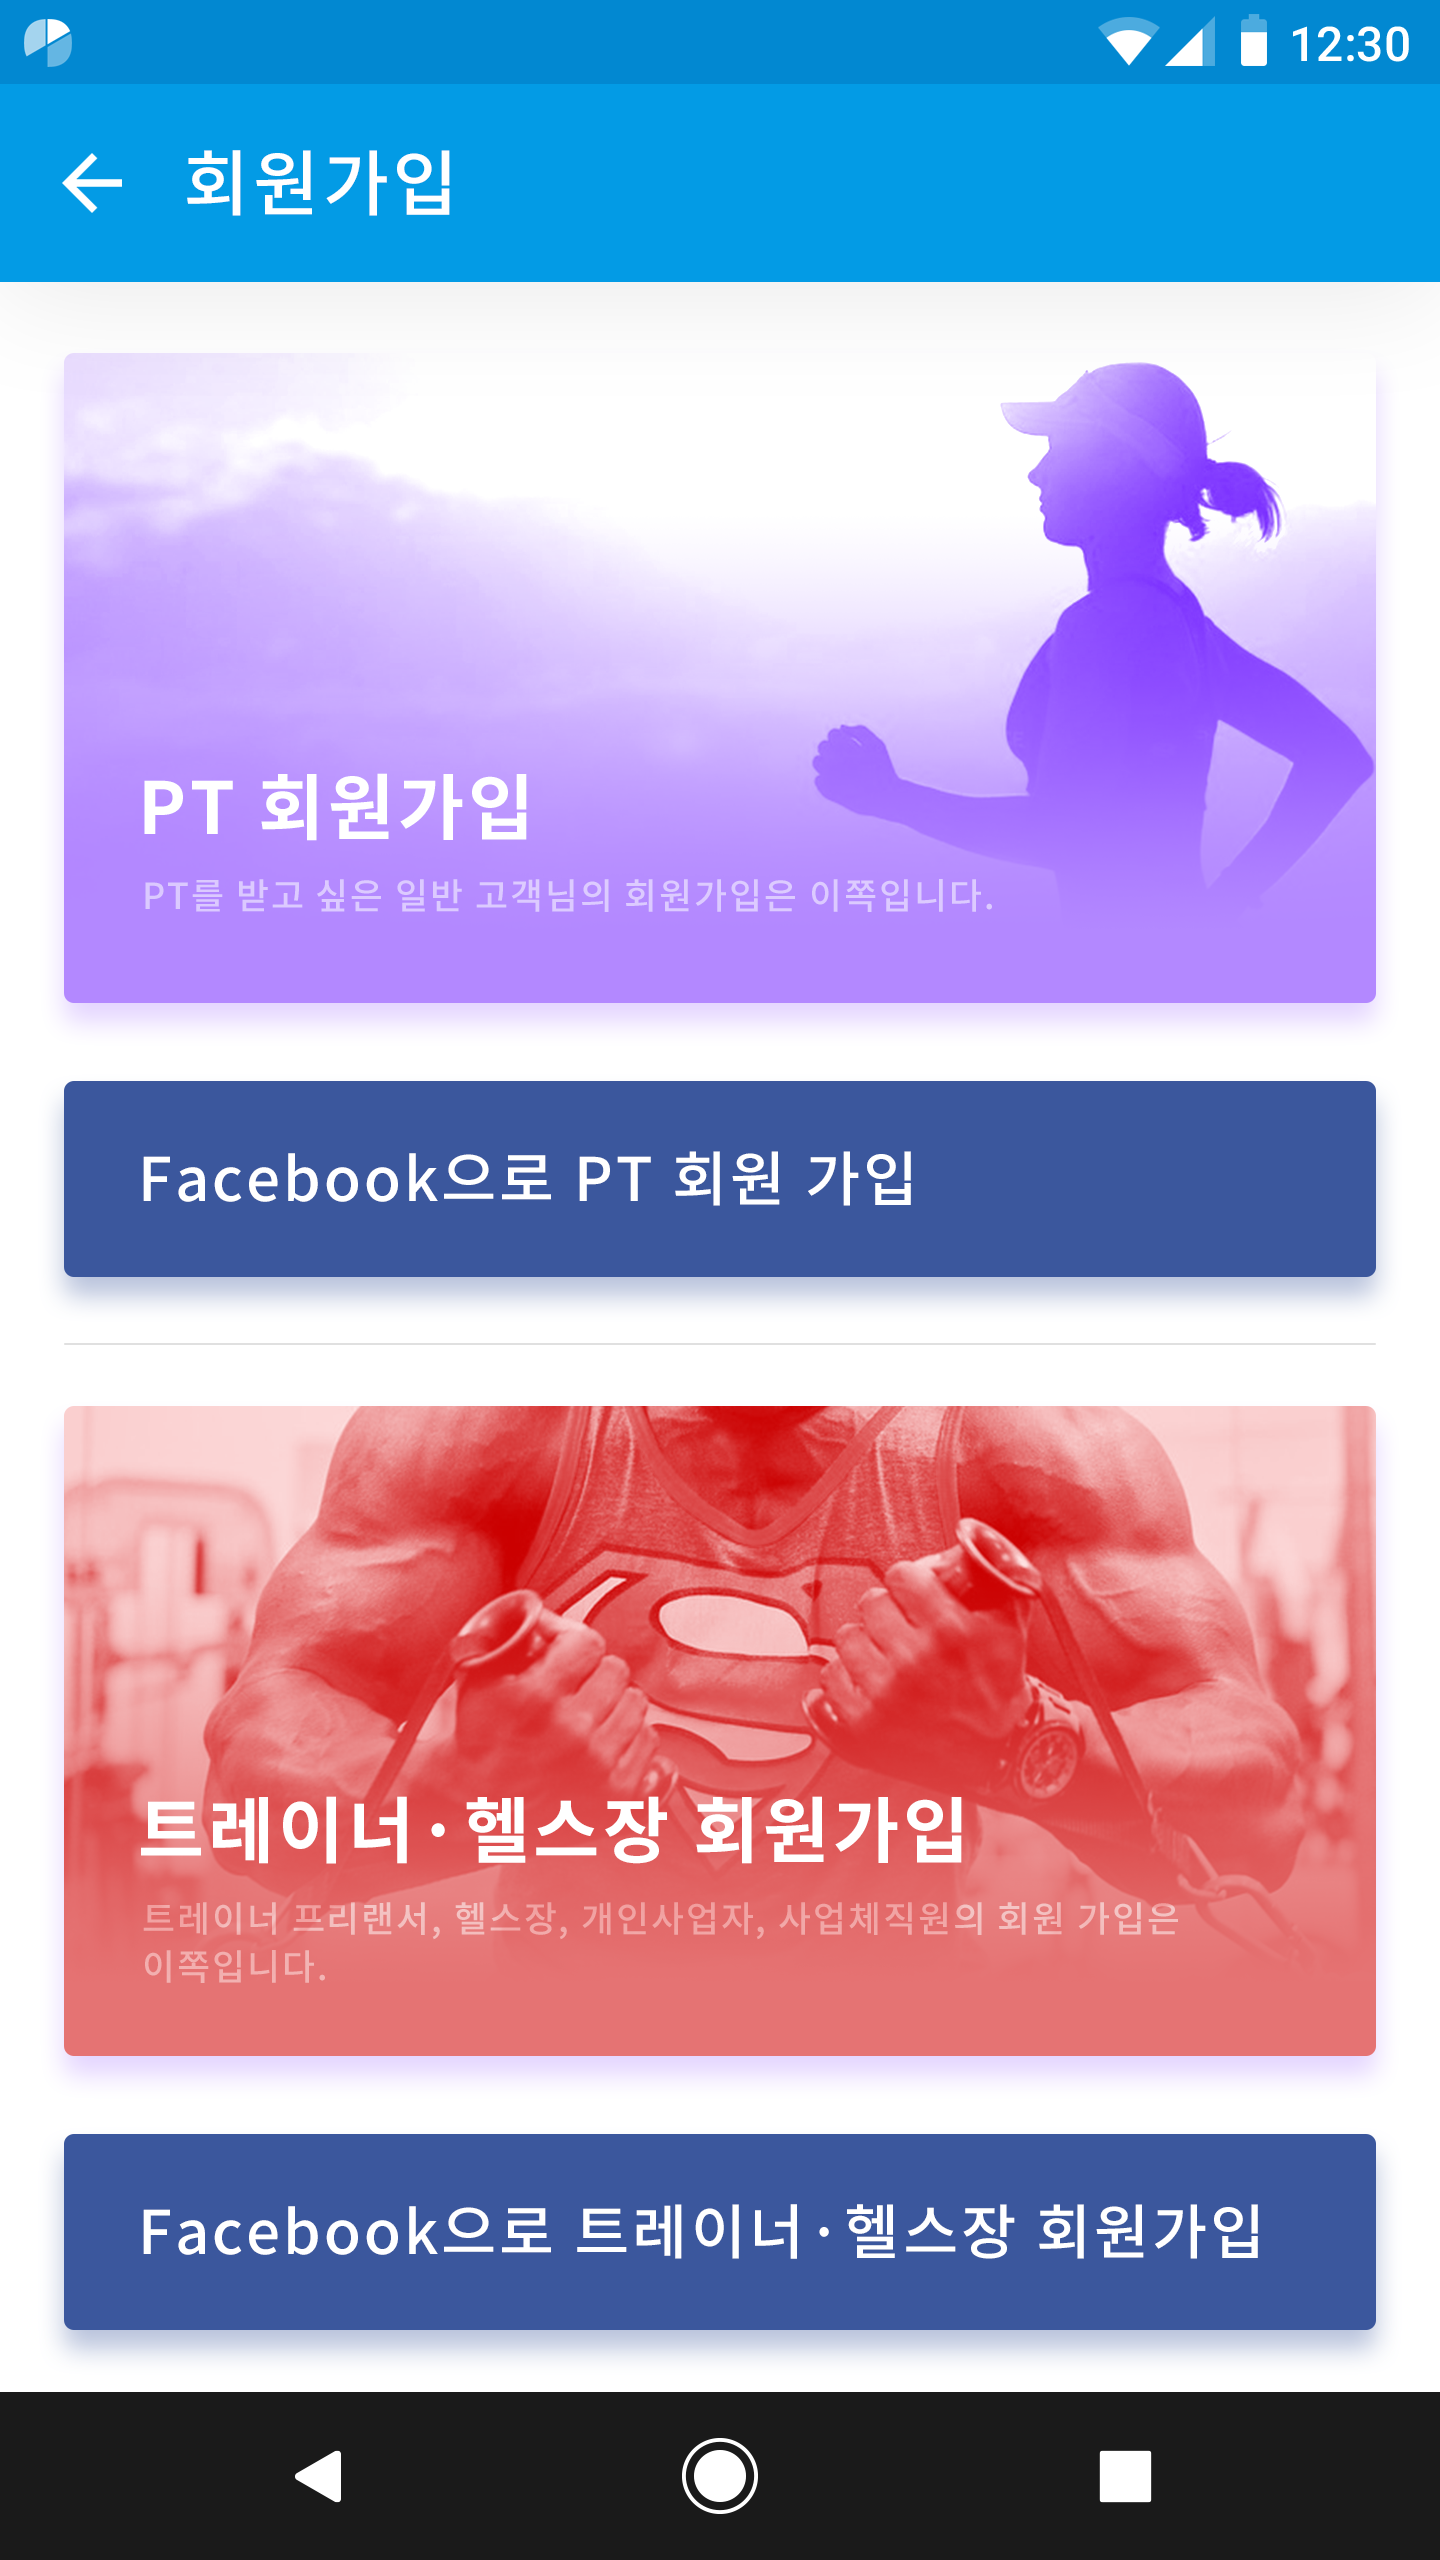 12:30
회원가입
PT 회원가입
PT를 받고 싶은 일반 고객님의 회원가입은 이쪽입니다.
Facebook으로 PT 회원 가입
트레이너·헬스장 회원가입
트레이너 프리랜서, 헬스장, 개인사업자, 사업체직원의 회원 가입은
이쪽입니다.
Facebook으로 트레이너·헬스장 회원가입